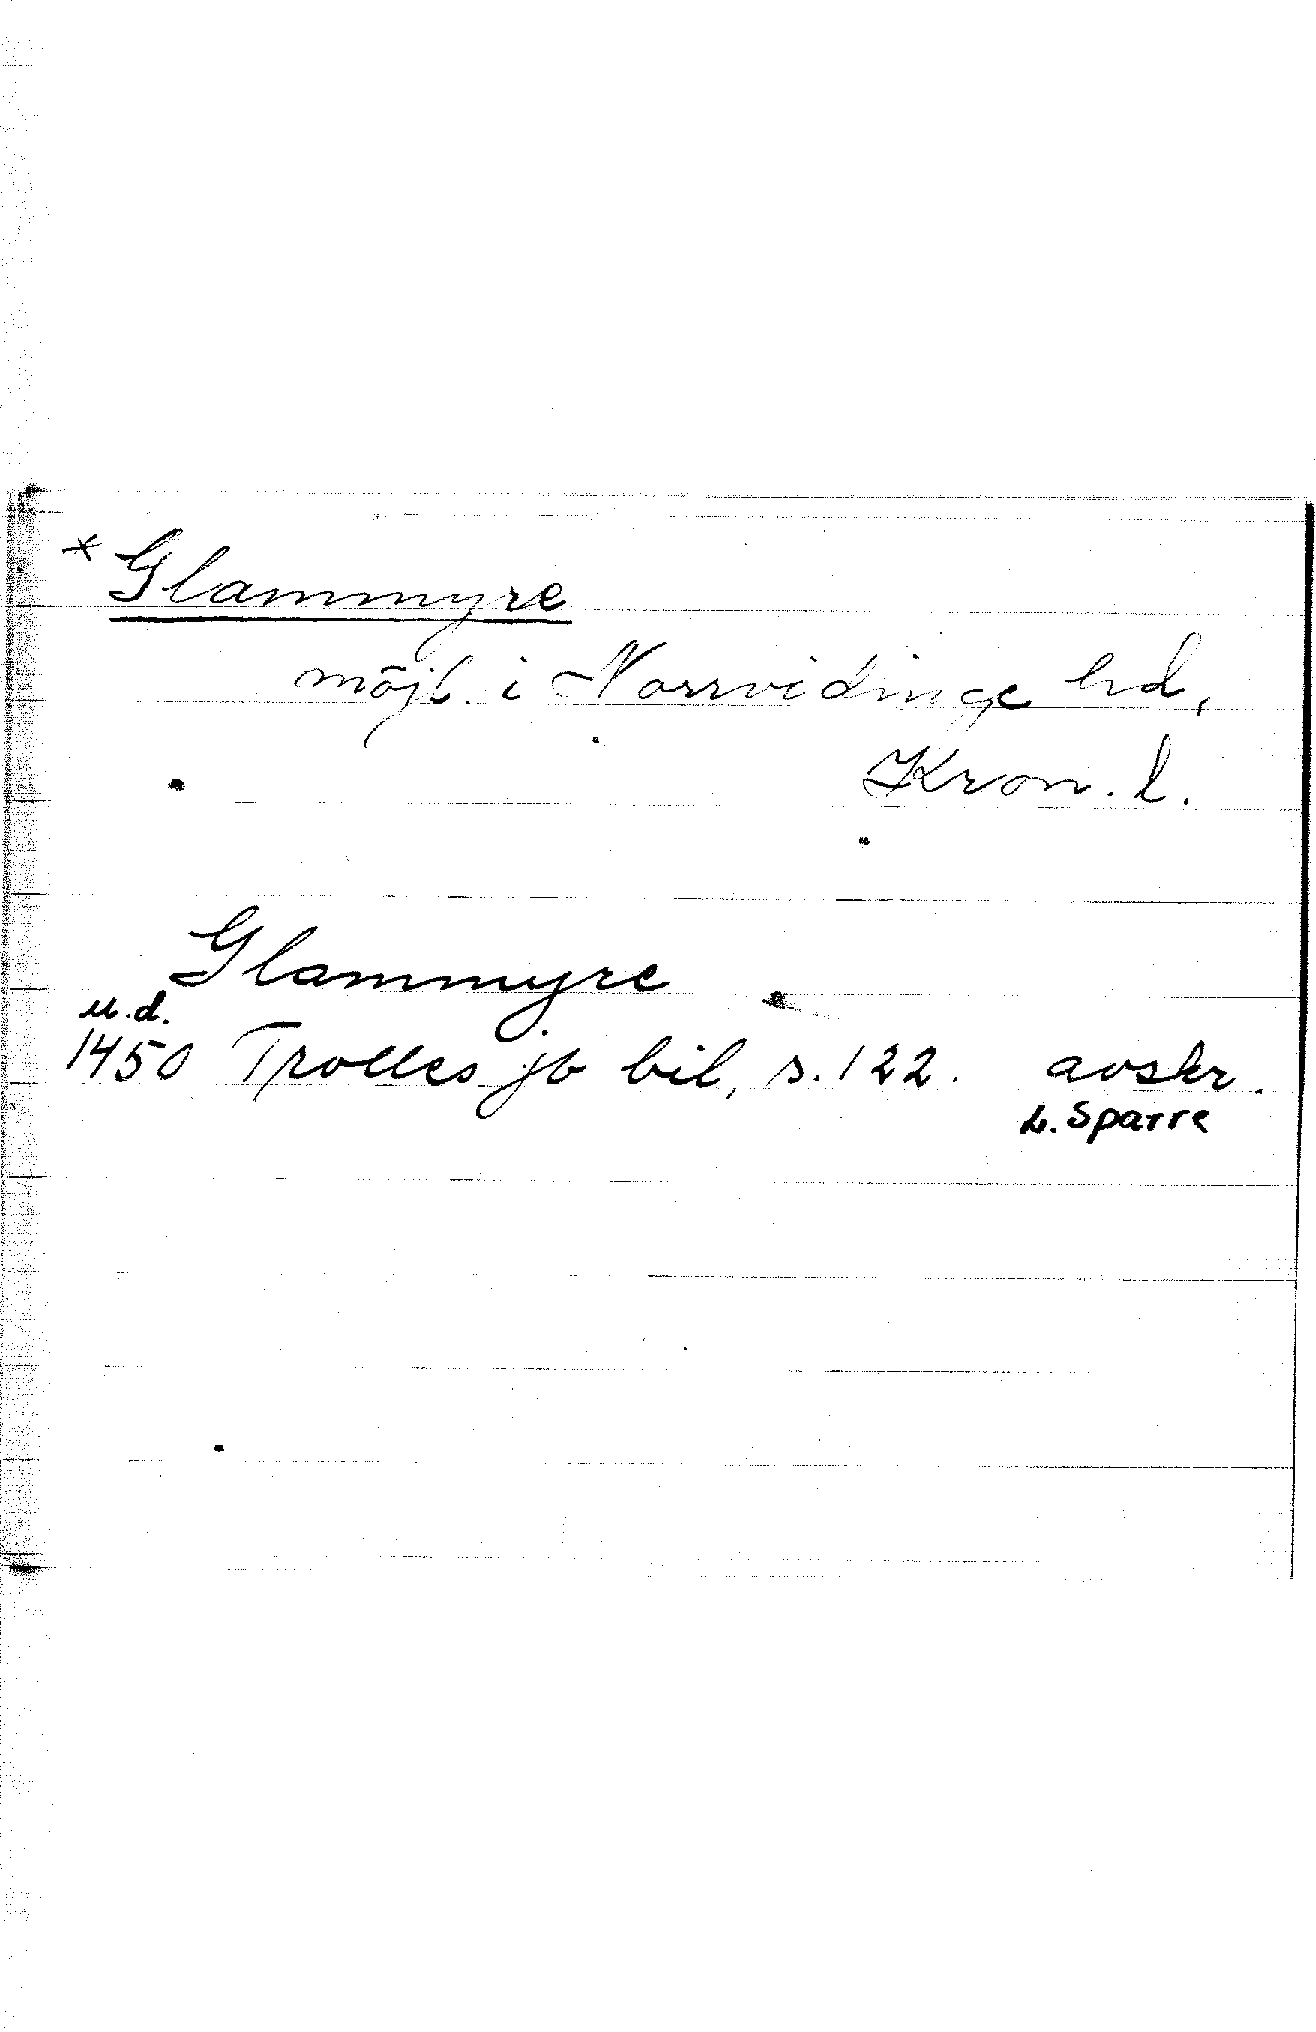 * Glammyre
möjl. i Norrvidinge hd,
Kron. l.
Glammyre
u.d.
1450 Trolles jb bil, s. 122. avskr.
L. Sparre